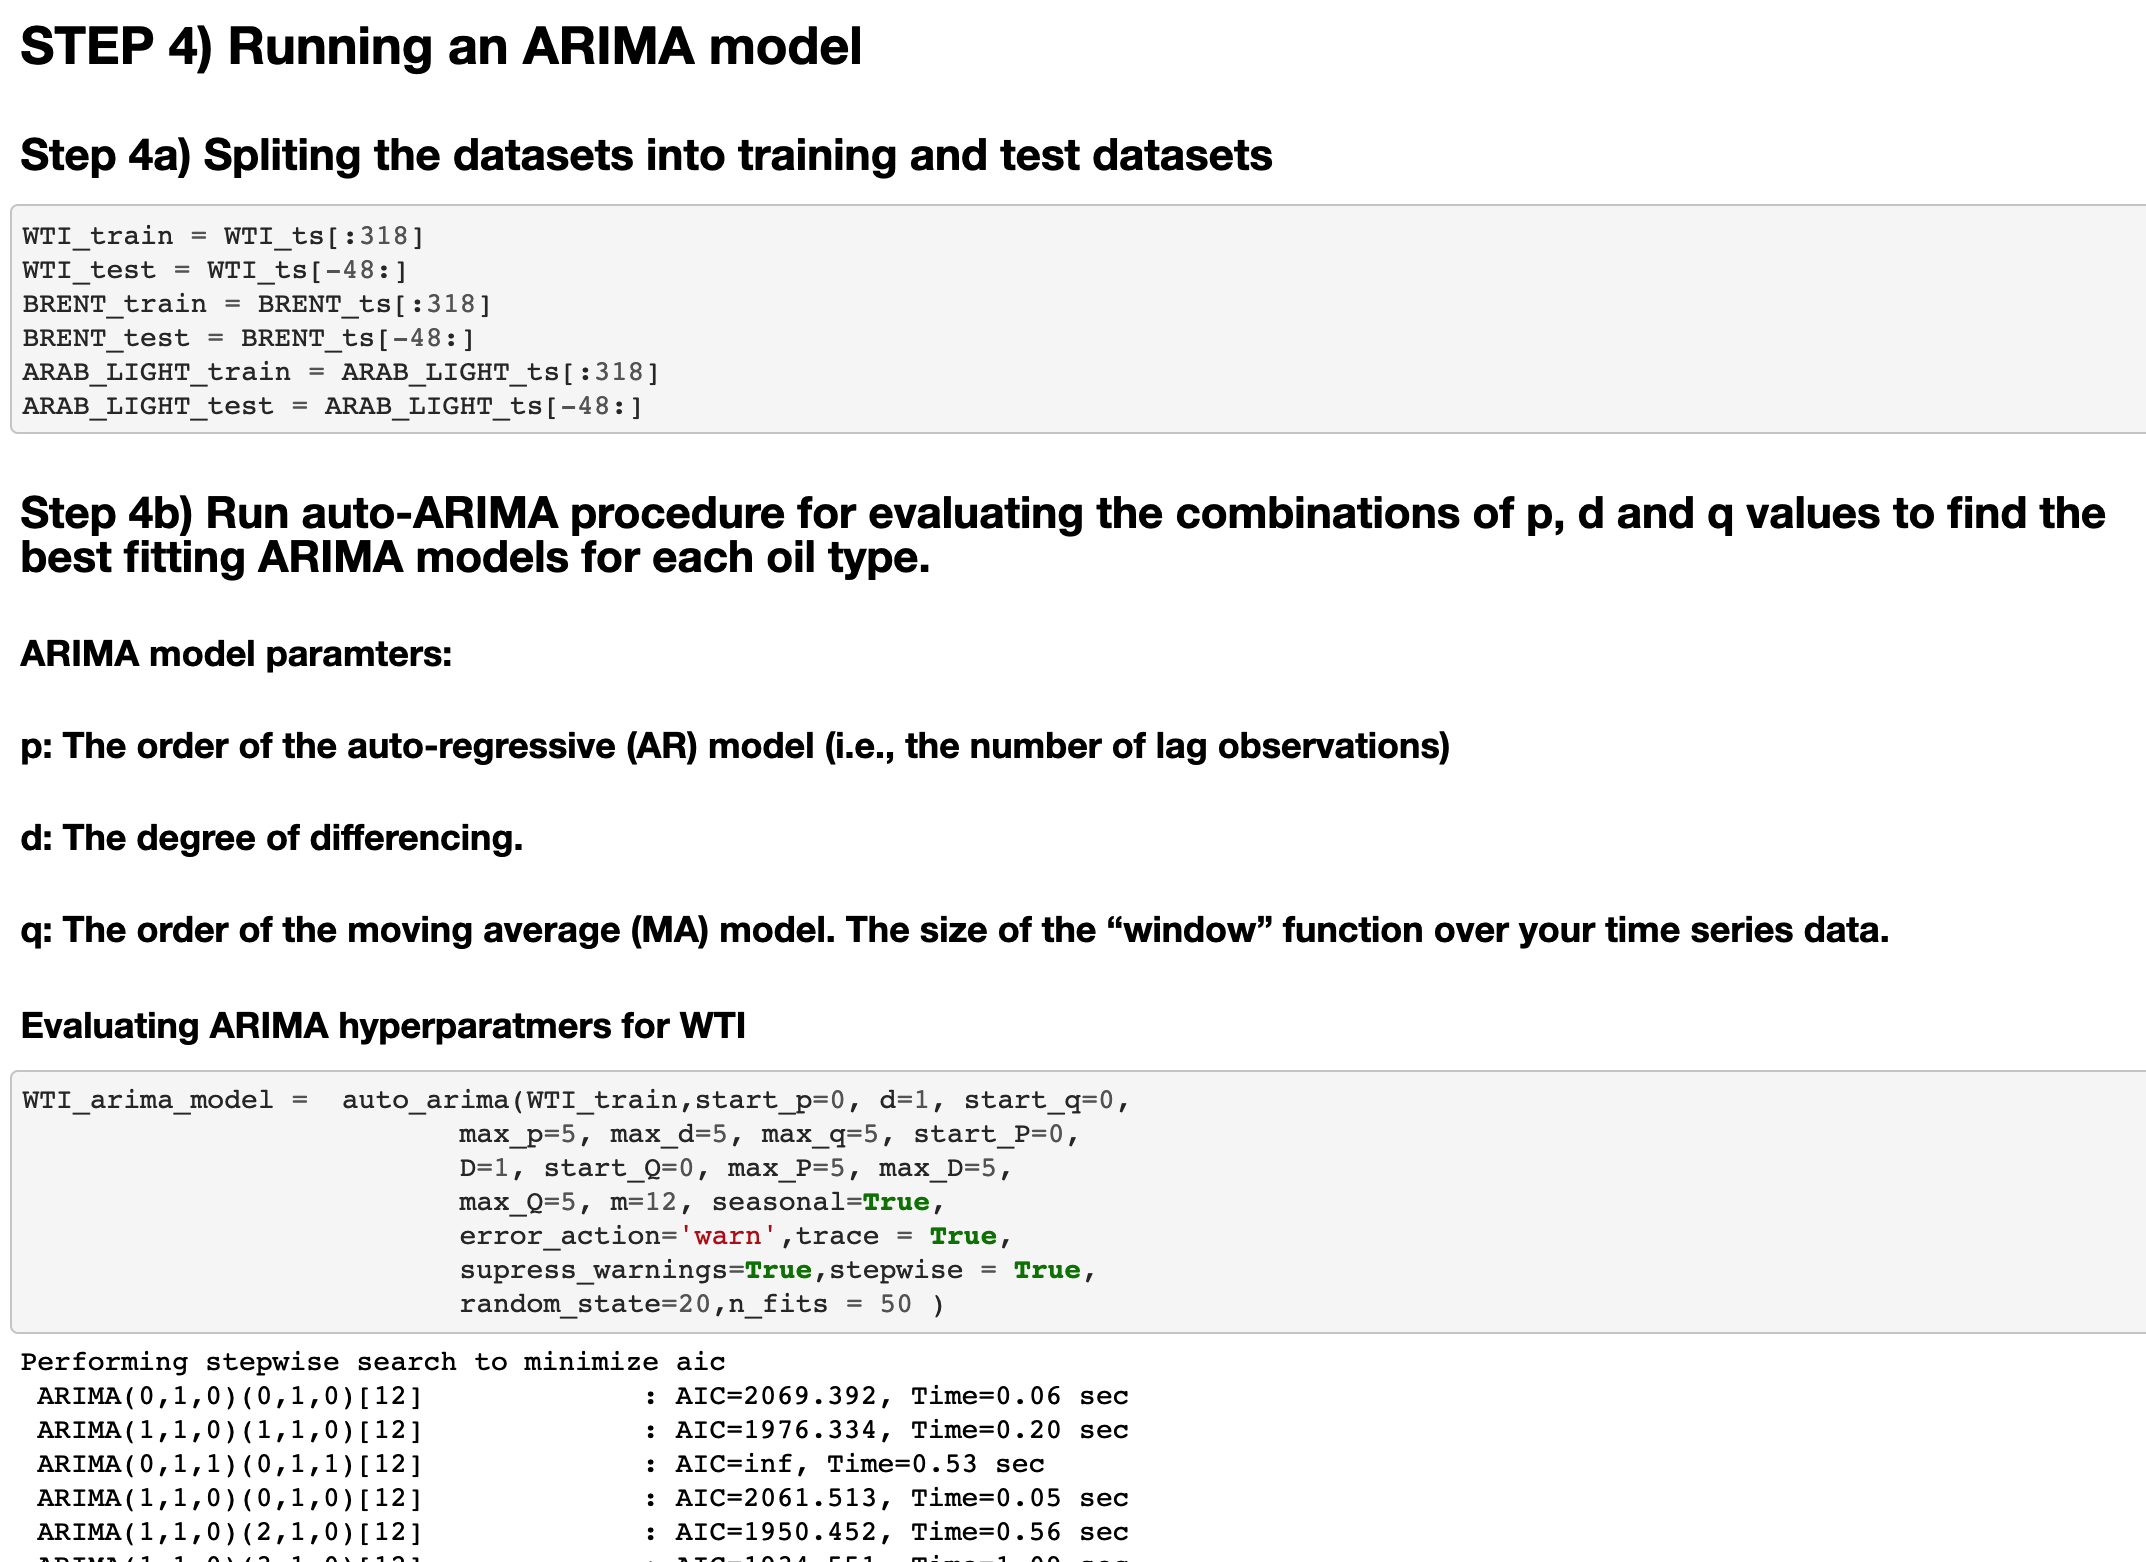 STEP 4) Running an ARIMA model
Step 4a) Spliting the datasets into training and test datasets
WTI_train = WTI_ts[:318]
WTI_test = WTI_ts[-48:]
BRENT_train = BRENT_ts[:318]
BRENT_test = BRENT_ts[-48:]
ARAB_LIGHT_train = ARAB_LIGHT_ts[:318]
ARAB_LIGHT_test = ARAB_LIGHT_ts[-48:]
Step 4b) Run auto-ARIMA procedure for evaluating the combinations of p, d and q values to find the
best fitting ARIMA models for each oil type.
ARIMA model paramters:
p: The order of the auto-regressive (AR) model (i.e., the number of lag observations)
d: The degree of differencing.
q: The order of the moving average (MA) model. The size of the “window” function over your time series data.
Evaluating ARIMA hyperparatmers for WTI
WTI_arima_model =  auto_arima(WTI_train,start_p=0, d=1, start_q=0,
max_p=5, max_d=5, max_q=5, start_P=0,
D=1, start_Q=0, max_P=5, max_D=5,
max_Q=5, m=12, seasonal=True,
error_action='warn',trace = True,
supress_warnings=True,stepwise = True,
random_state=20,n_fits = 50 )
Performing stepwise search to minimize aic
ARIMA(0,1,0)(0,1,0)[12]             : AIC=2069.392, Time=0.06 sec
ARIMA(1,1,0)(1,1,0)[12]             : AIC=1976.334, Time=0.20 sec
ARIMA(0,1,1)(0,1,1)[12]             : AIC=inf, Time=0.53 sec
ARIMA(1,1,0)(0,1,0)[12]             : AIC=2061.513, Time=0.05 sec
ARIMA(1,1,0)(2,1,0)[12]             : AIC=1950.452, Time=0.56 sec